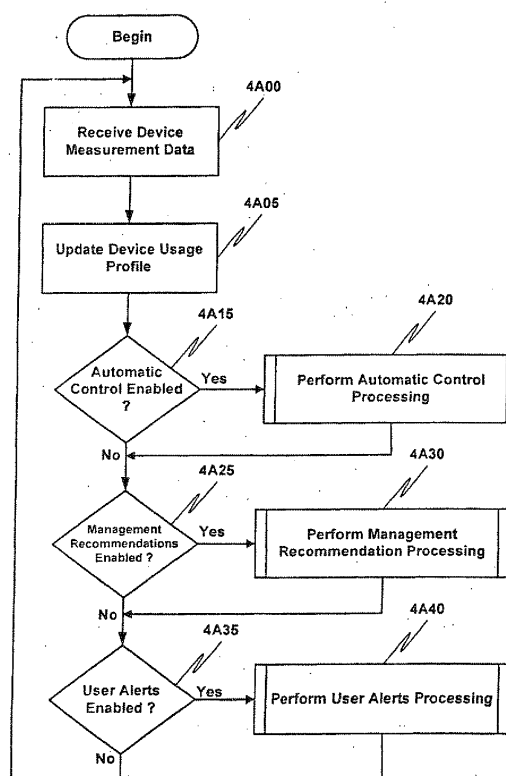 Begin
4A00
Receive Device
Measurement Data
4A05
Update Device Usage
Profile
4A15
4A20
Automatic
Control Enabled
?
Yes
Perform Automatic Control
Processing
No
4A25
4A30
Management
Recommendations
Enabled ?
Yes
Perform Management
Recommendation Processing
No
4A35
4A40
User Alerts
Enabled ?
Yes
Perform User Alerts Processing
No